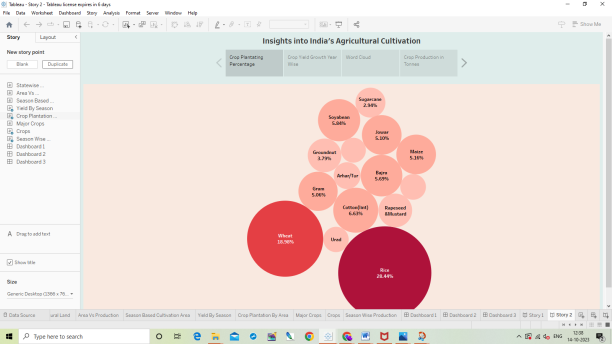 Tableau - Story 2 - Tableau license expires in 6 days
File Data Worksheet Dashboard Story Analysis Format Server Window Help
Show Me
Story Layout
New story point
Blank Duplicate
Statewise ...
Area Vs ...
Season Based ...
Yield By Season
Crop Plantation ...
Major Crops
Crops
Season Wise ...
Dashboard 1
Dashboard 2
Dashboard 3
Drag to add text
Show title
Size
Generic Desktop (1366 x 76...
Insights into India's Agricultural Cultivation
Crop Plantating
Percentage
Crop Yield Growth Year
Wise
Word Cloud
Crop Production in
Tonnes
Sugarcane
2.94%
Soyabean
5.84%
Jowar
5.10%
Groundnut
3.79%
Maize
5.16%
Arhar/Tur
Bajra
5.69%
Gram
5.06%
Cotton(lint)
6.63%
Rapeseed
&Mustard
Wheat
18.90%
Urad
Rice
28.44%
Data Source
ural Land
Area Vs Production
Season Based Cultivation Area
Yield By Season
Crop Plantation By Area
Major Crops
Crops
Season Wise Production
Dashboard 1
Dashboard 2
Dashboard 3
Story 1
Story 2
Type here to search
ENG
12:08
14-10-2023